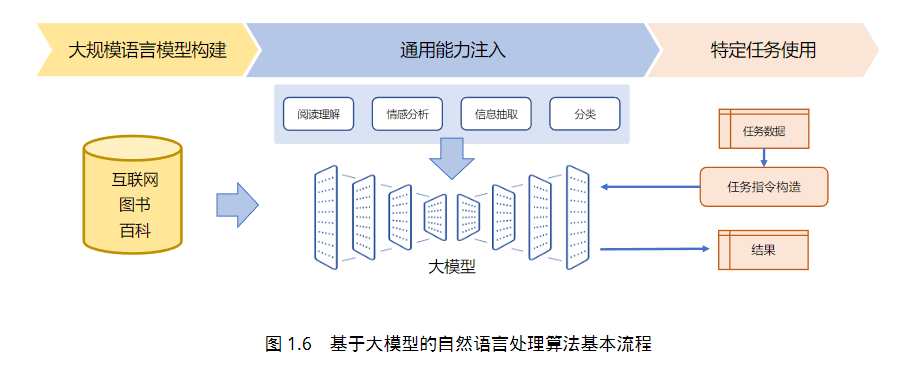 大规模语言模型构建
通用能力注入
特定任务使用
阅读理解
情感分析
信息抽取
分类
互联网
图书
百科
大模型
任务数据
任务指令构造
结果
图 1.6 基于大模型的自然语言处理算法基本流程